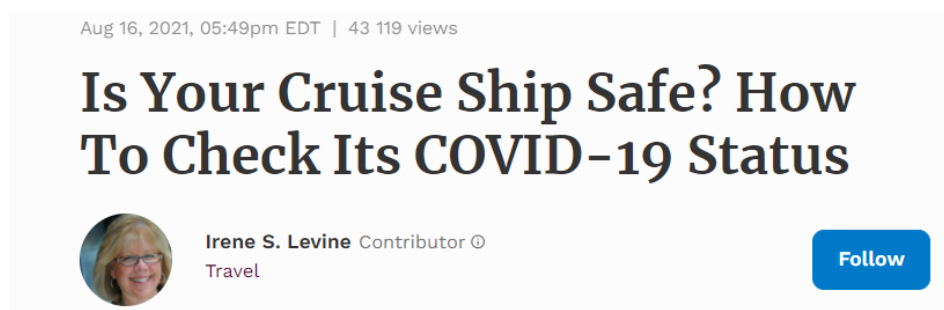 Aug 16, 2021, 05:49pm EDT | 43 119 views
Is Your Cruise Ship Safe? How
To Check Its COVID-19 Status
Irene S. Levine Contributor
Travel
Follow